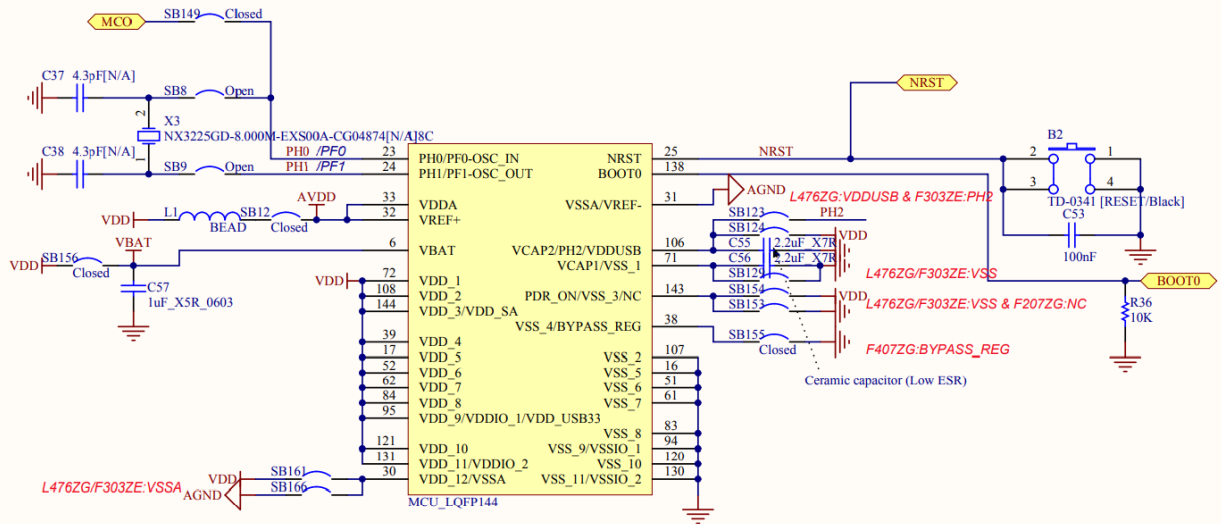 MCO
SB149 Closed
C37 4.3pF[N/A]
SB8 Open
2
X3
NX3225GD-8.000M-EXS00A-CG04874[N/A]
U8C
1
C38 4.3pF[N/A]
SB9 Open
PH0 /PF0
PH1 /PF1
23
24
PH0/PF0-OSC_IN
PH1/PF1-OSC_OUT
VDD
L1
BEAD
SB12
Closed
AVDD
33
32
VDDA
VREF+
VBAT
SB156
VDD
Closed
6
VBAT
C57
1uF_X5R_0603
VDD
72 VDD_1
108 VDD_2
144 VDD_3/VDD_SA
39 VDD_4
17 VDD_5
52 VDD_6
62 VDD_7
84 VDD_8
95 VDD_9/VDDIO_1/VDD_USB33
121 VDD_10
131 VDD_11/VDDIO_2
30 VDD_12/VSSA
L476ZG/F303ZE:VSSA
VDD
AGND
SB161
SB166
MCU_LQFP144
NRST 25
BOOT0 138
VSSA/VREF- 31
VCAP2/PH2/VDDUSB 106
VCAP1/VSS_1 71
PDR_ON/VSS_3/NC 143
VSS_4/BYPASS_REG 38
VSS_2 107
VSS_5 16
VSS_6 51
VSS_7 61
VSS_8 83
VSS_9/VSSIO_1 94
VSS_10 120
VSS_11/VSSIO_2 130
NRST
NRST
AGND
L476ZG:VDDUSB & F303ZE:PH2
SB123 PH2
SB124 VDD
C55 2.2uF_X7R
C56 2.2uF_X7R
SB129
L476ZG/F303ZE:VSS
SB154 VDD
SB153
L476ZG/F303ZE:VSS & F207ZG:NC
SB155
Closed
F407ZG:BYPASS_REG
Ceramic capacitor (Low ESR)
B2
2 1
3 4
TD-0341 [RESET/Black]
C53
100nF
BOOT0
R36
10K